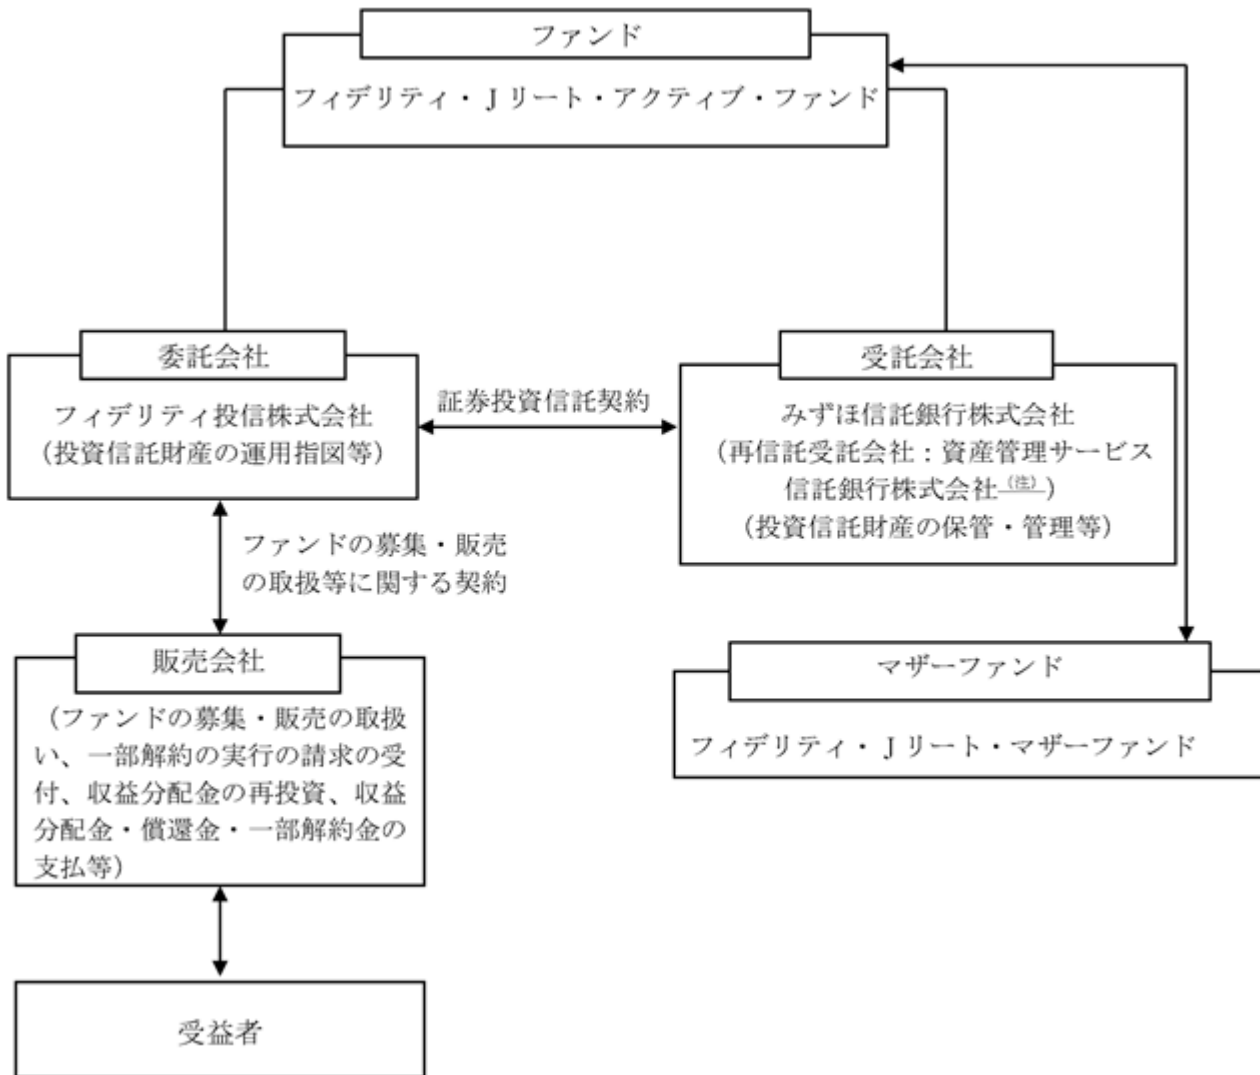 ファンド
フィデリティ・Ｊリート・アクティブ・ファンド
委託会社
フィデリティ投信株式会社
（投資信託財産の運用指図等）
証券投資信託契約
受託会社
みずほ信託銀行株式会社
（再信託受託会社：資産管理サービス
信託銀行株式会社（注））
（投資信託財産の保管・管理等）
ファンドの募集・販売
の取扱等に関する契約
販売会社
（ファンドの募集・販売の取扱
い、一部解約の実行の請求の受
付、収益分配金の再投資、収益
分配金・償還金・一部解約金の
支払等）
マザーファンド
フィデリティ・Ｊリート・マザーファンド
受益者